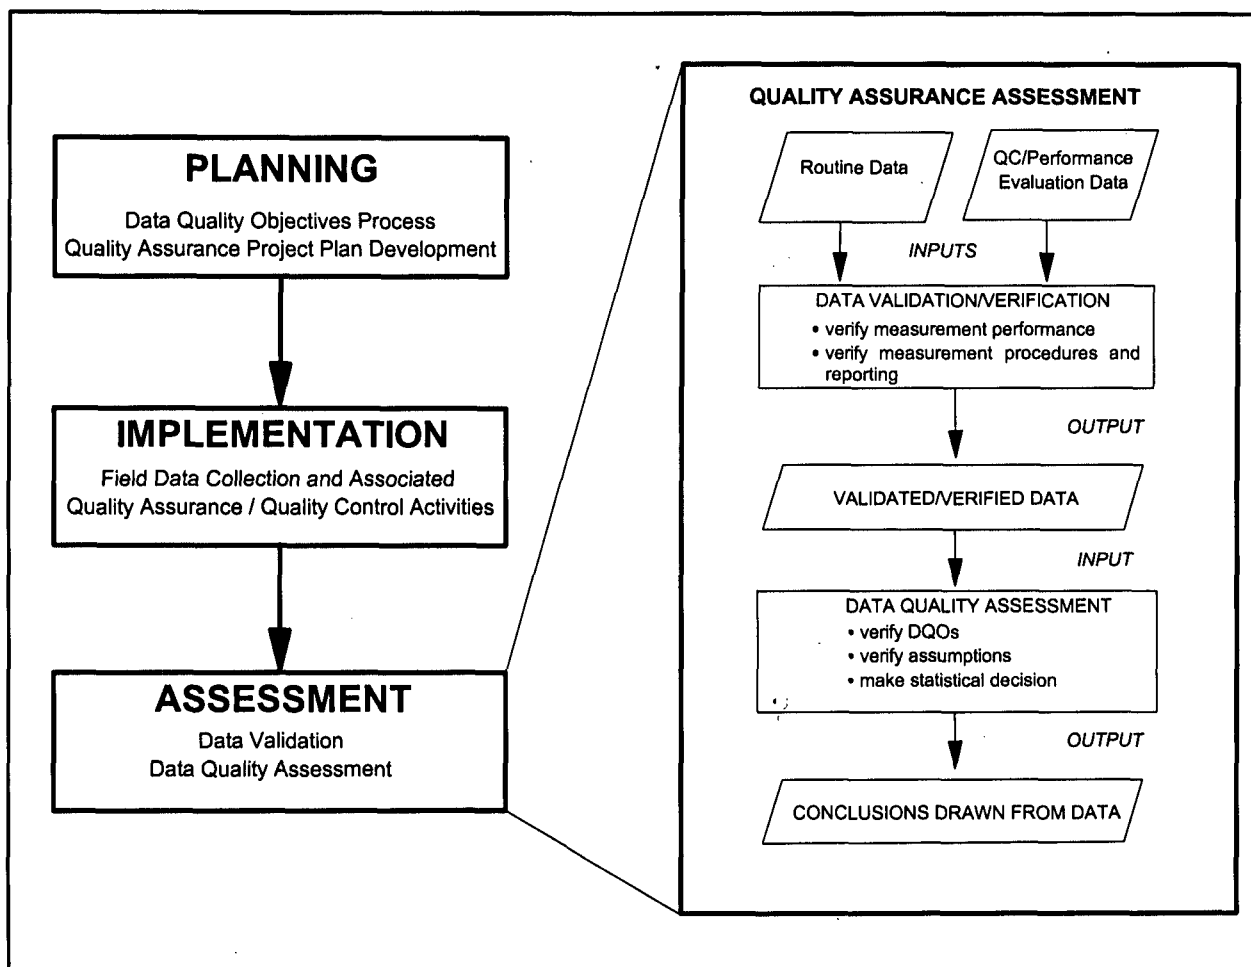 PLANNING
Data Quality Objectives Process
Quality Assurance Project Plan Development
IMPLEMENTATION
Field Data Collection and Associated
Quality Assurance / Quality Control Activities
ASSESSMENT
Data Validation
Data Quality Assessment
QUALITY ASSURANCE ASSESSMENT
Routine Data
QC/Performance
Evaluation Data
INPUTS
DATA VALIDATION/VERIFICATION
• verify measurement performance
• verify measurement procedures and
reporting
OUTPUT
VALIDATED/VERIFIED DATA
INPUT
DATA QUALITY ASSESSMENT
• verify DQOs
• verify assumptions
• make statistical decision
OUTPUT
CONCLUSIONS DRAWN FROM DATA